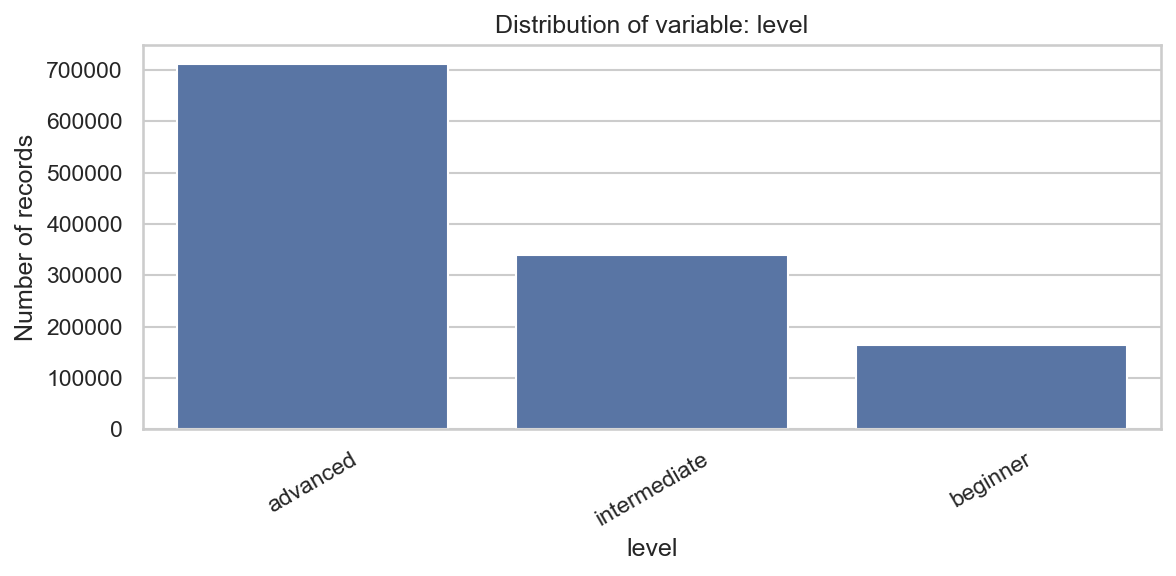 Distribution of variable: level
Number of records
700000
600000
500000
400000
300000
200000
100000
0
advanced
intermediate
beginner
level